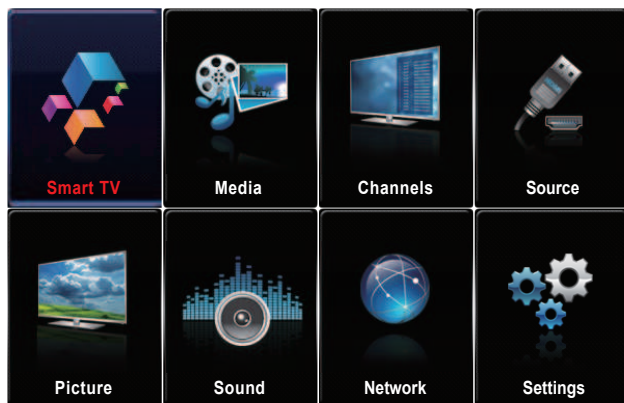 Smart TV
Media
Channels
Source
Picture
Sound
Network
Settings